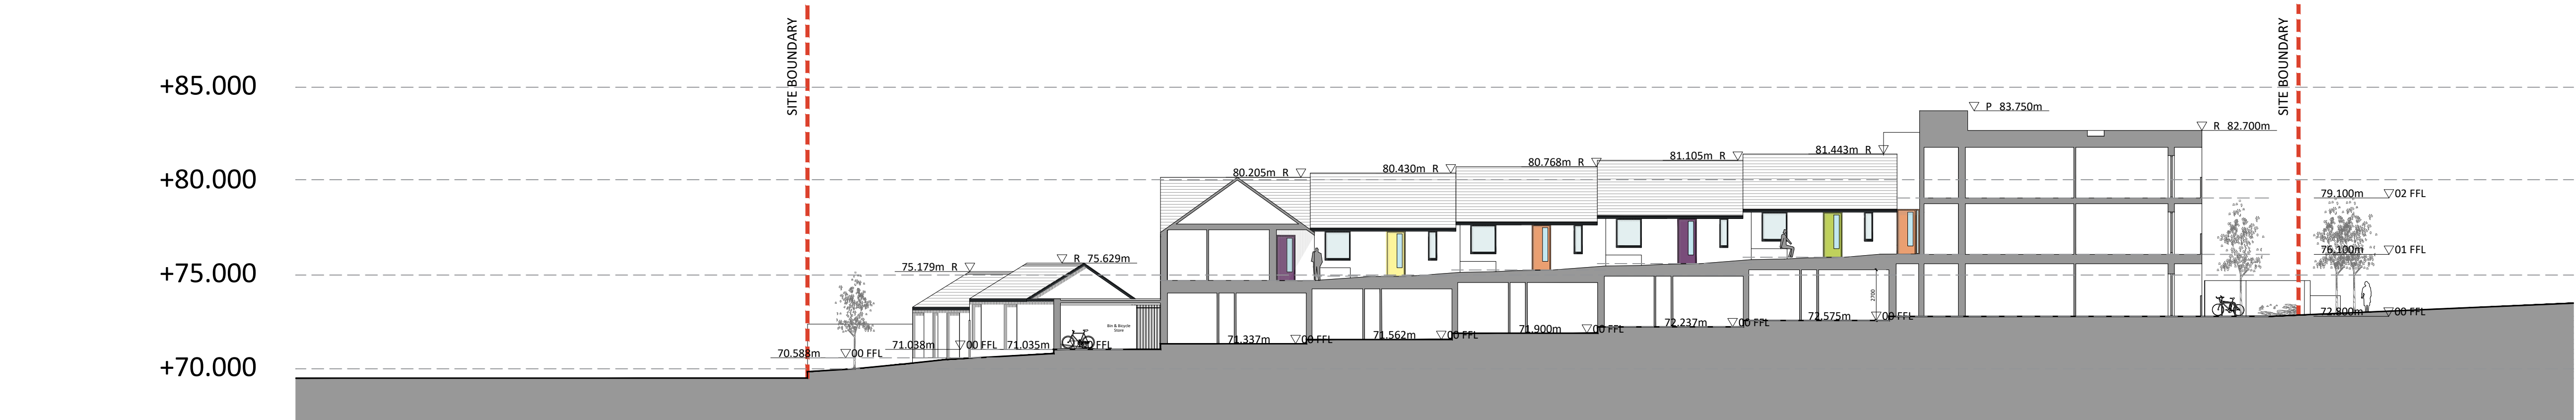 SITE BOUNDARY
SITE BOUNDARY
+85.000
P 83.750m
R 82.700m
+80.000
80.205m R
80.430m R
80.768m R
81.105m R
81.443m R
79,100m 02 FFL
76,100m 01 FFL
+75.000
75.179m R
R 75.629m
2700
Bin & Bicycle
Store
70.588m 00 FFL
71.038m 00 FFL
71.035m FFL
71.337m 00 FFL
71.562m 00 FFL
71.900m 00 FFL
72.237m 00 FFL
72.575m 00 FFL
72.800m 00 FFL
+70.000